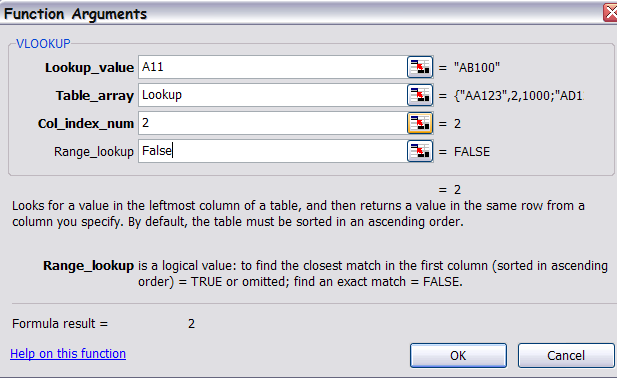 Function Arguments
VLOOKUP
Lookup_value A11 = "AB100"
Table_array Lookup = {"AA123",2,1000;"AD1
Col_index_num 2 = 2
Range_lookup False = FALSE
= 2
Looks for a value in the leftmost column of a table, and then returns a value in the same row from a
column you specify. By default, the table must be sorted in an ascending order.
Range_lookup is a logical value: to find the closest match in the first column (sorted in ascending
order) = TRUE or omitted; find an exact match = FALSE.
Formula result = 2
Help on this function
OK Cancel